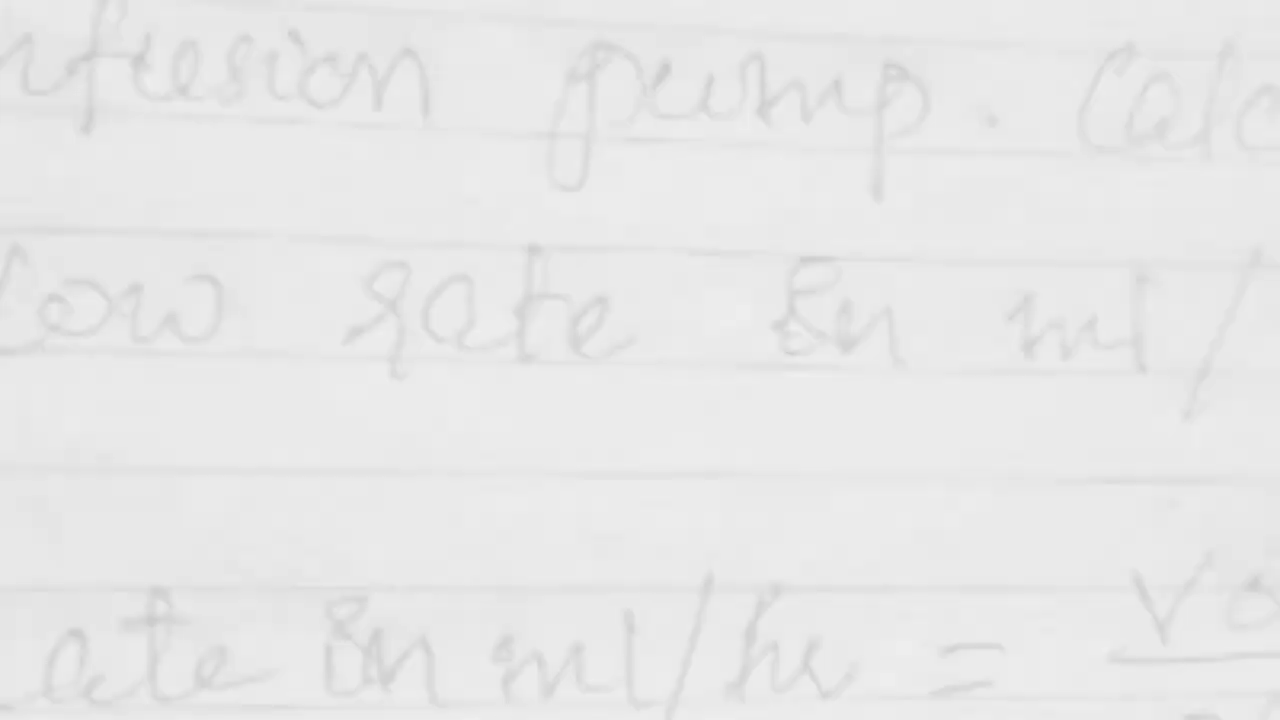 nfusion pump. Calc
low rate in ml/
ate in ml/hr = Vo